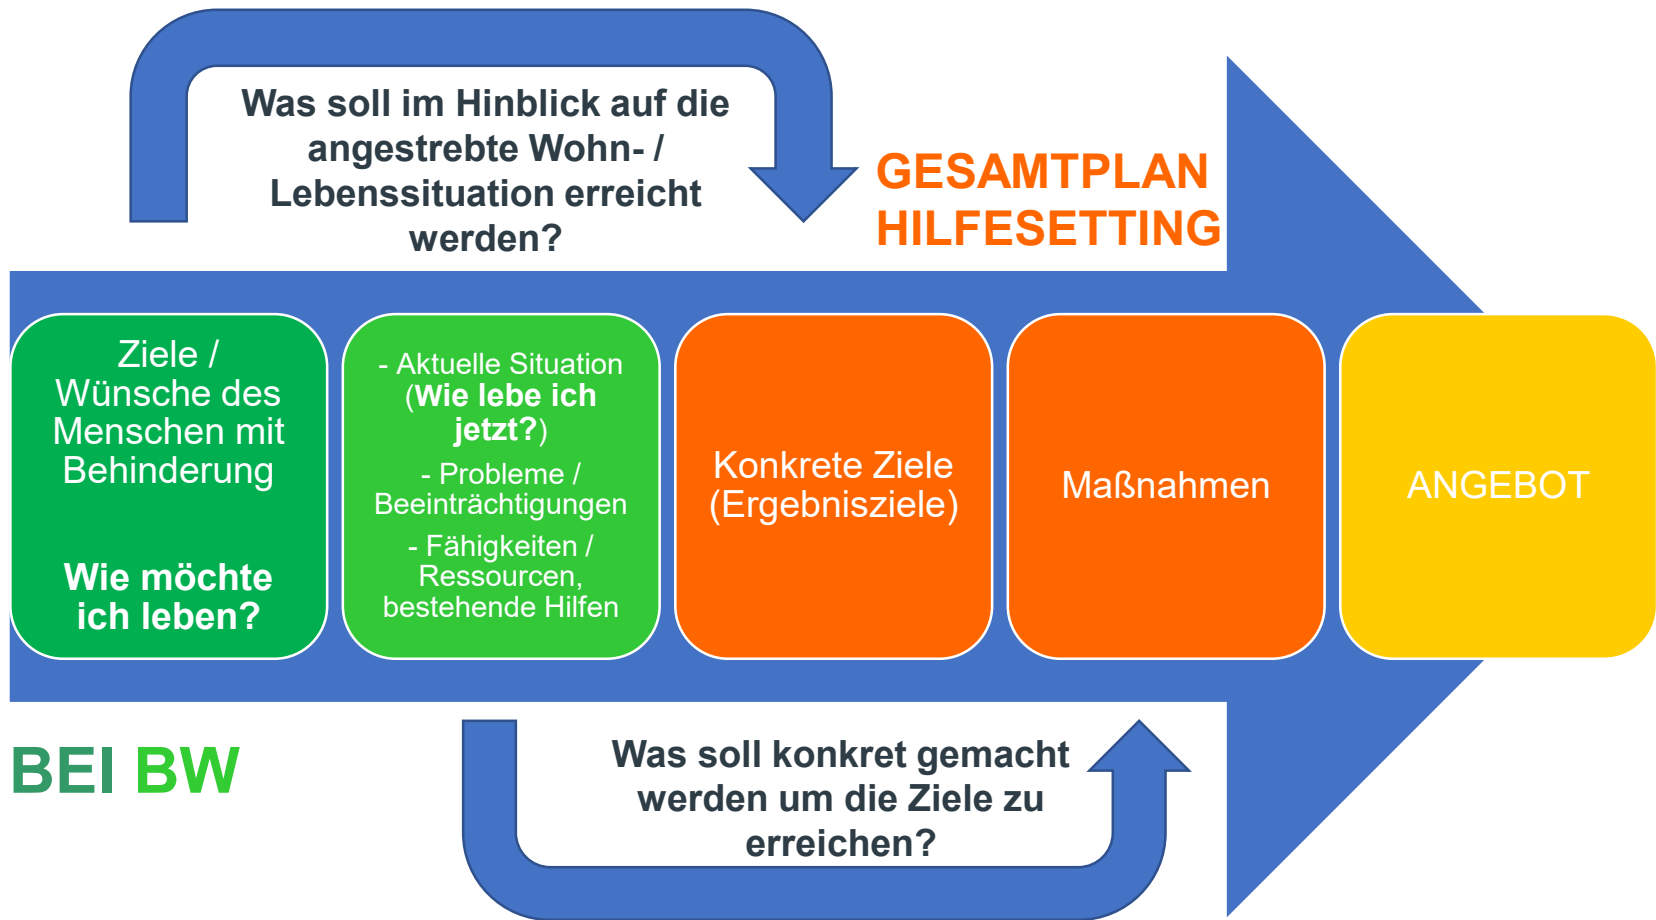 Was soll im Hinblick auf die
angestrebte Wohn- /
Lebenssituation erreicht
werden?
GESAMTPLAN
HILFESETTING
Ziele /
Wünsche des
Menschen mit
Behinderung
Wie möchte
ich leben?
- Aktuelle Situation
(Wie lebe ich
jetzt?)
- Probleme /
Beeinträchtigungen
- Fähigkeiten /
Ressourcen,
bestehende Hilfen
Konkrete Ziele
(Ergebnisziele)
Maßnahmen
ANGEBOT
BEI BW
Was soll konkret gemacht
werden um die Ziele zu
erreichen?